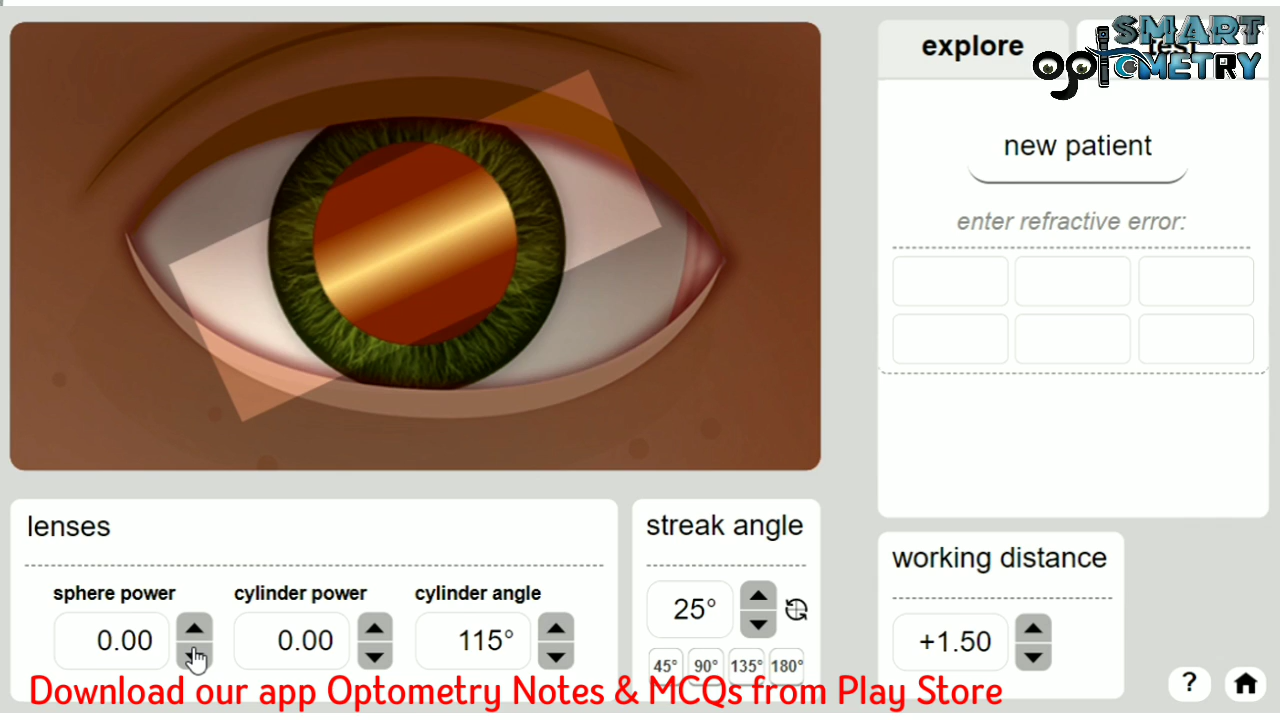 SMART
explore
test
OptOMETRY
new patient
enter refractive error:
lenses
sphere power
cylinder power
cylinder angle
0.00
0.00
115°
streak angle
25°
45°
90°
135°
180°
working distance
+1.50
?
Download our app Optometry Notes & MCQs from Play Store